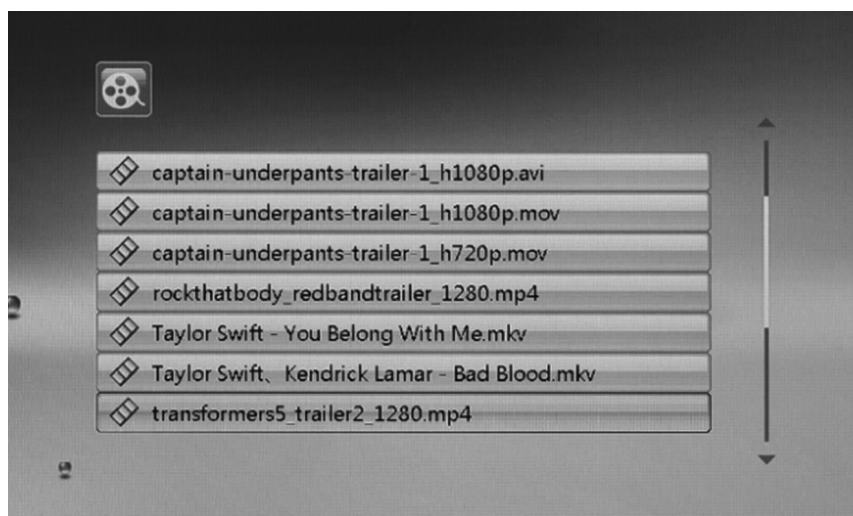 captain-underpants-trailer-1_h1080p.avi
captain-underpants-trailer-1_h1080p.mov
captain-underpants-trailer-1_h720p.mov
rockthatbody_redbandtrailer_1280.mp4
Taylor Swift - You Belong With Me.mkv
Taylor Swift、Kendrick Lamar - Bad Blood.mkv
transformers5_trailer2_1280.mp4